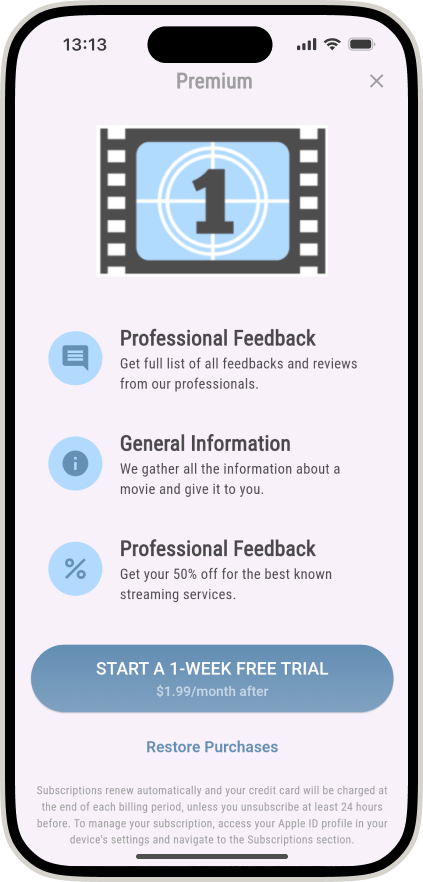 13:13
Premium
1
Professional Feedback
Get full list of all feedbacks and reviews
from our professionals.
General Information
We gather all the information about a
movie and give it to you.
Professional Feedback
Get your 50% off for the best known
streaming services.
START A 1-WEEK FREE TRIAL
$1.99/month after
Restore Purchases
Subscriptions renew automatically and your credit card will be charged at
the end of each billing period, unless you unsubscribe at least 24 hours
before. To manage your subscription, access your Apple ID profile in your
device's settings and navigate to the Subscriptions section.